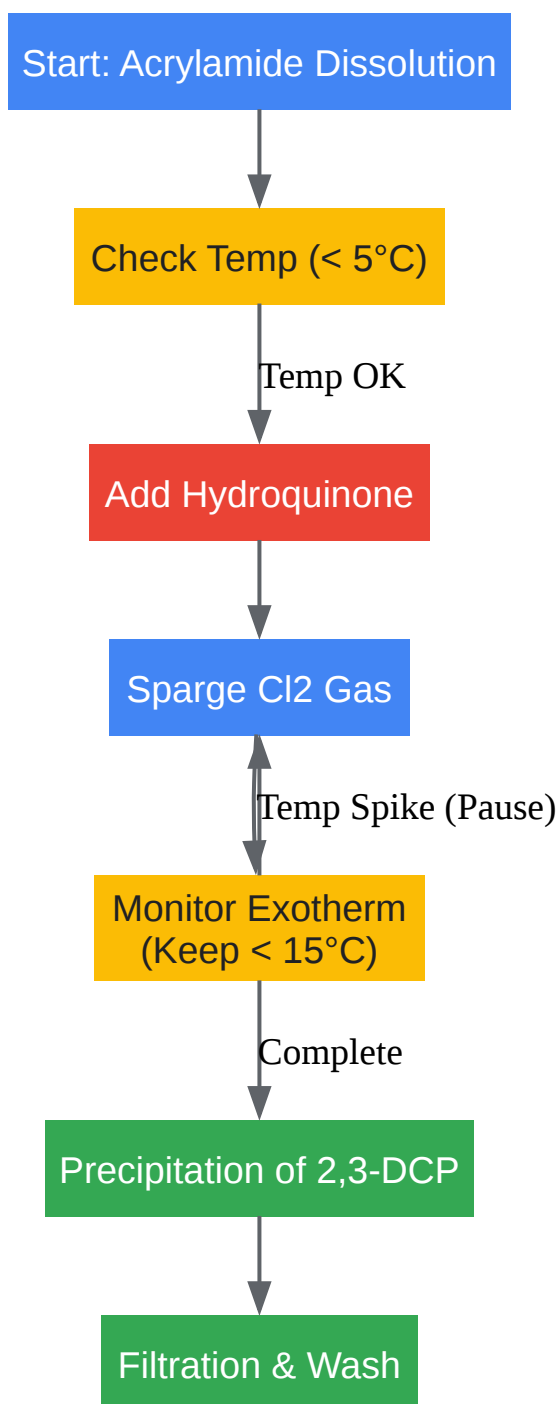 Start: Acrylamide Dissolution
Check Temp (< 5°C)
Temp OK
Add Hydroquinone
Sparge Cl2 Gas
Temp Spike (Pause)
Monitor Exotherm
(Keep < 15°C)
Complete
Precipitation of 2,3-DCP
Filtration & Wash